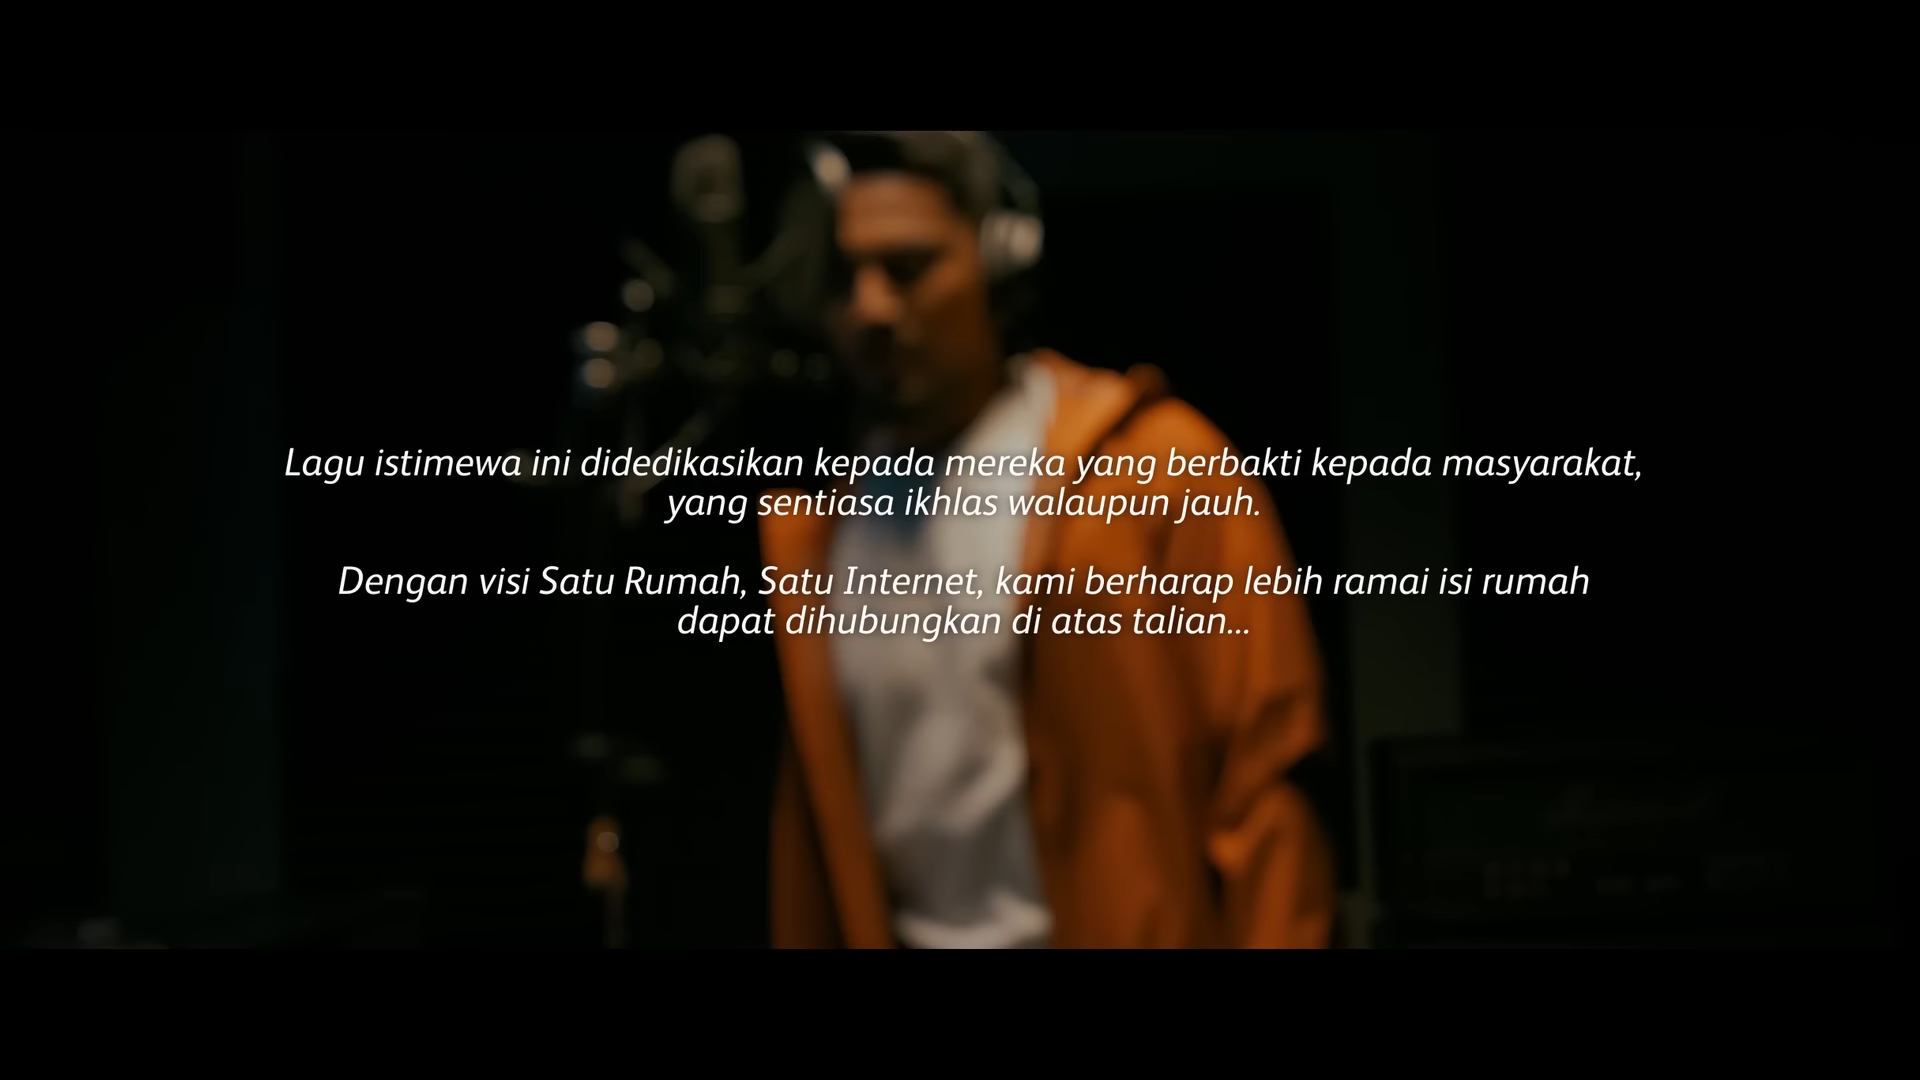 Lagu istimewa ini didedikasikan kepada mereka yang berbakti kepada masyarakat,
yang sentiasa ikhlas walaupun jauh.
Dengan visi Satu Rumah, Satu Internet, kami berharap lebih ramai isi rumah
dapat dihubungkan di atas talian...